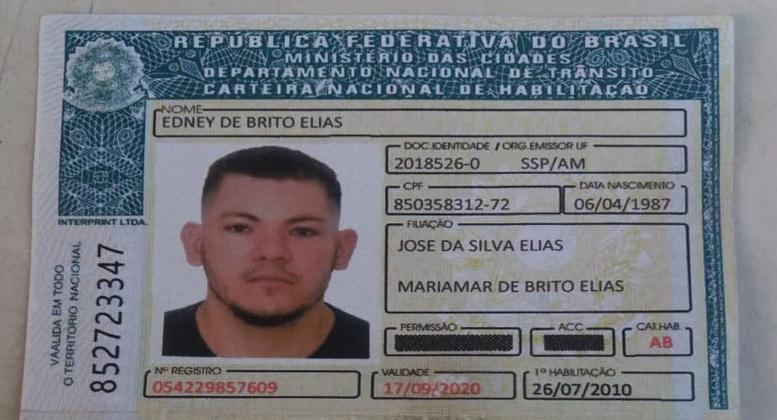 REPÚBLICA FEDERATIVA DO BRASIL
MINISTÉRIO DAS CIDADES
DEPARTAMENTO NACIONAL DE TRÂNSITO
CARTEIRA NACIONAL DE HABILITAÇÃO
NOME
EDNEY DE BRITO ELIAS
DOC.IDENTIDADE / ORG.EMISSOR UF
2018526-0 SSP/AM
CPF
850358312-72
DATA NASCIMENTO
06/04/1987
FILIAÇÃO
JOSE DA SILVA ELIAS
MARIAMAR DE BRITO ELIAS
PERMISSÃO
ACC
CAT.HAB.
AB
Nº REGISTRO
054229857609
VALIDADE
17/09/2020
1ª HABILITAÇÃO
26/07/2010
INTERPRINT LTDA.
VAALIDA EM TODO
O TERRITÓRIO NACIONAL
852723347